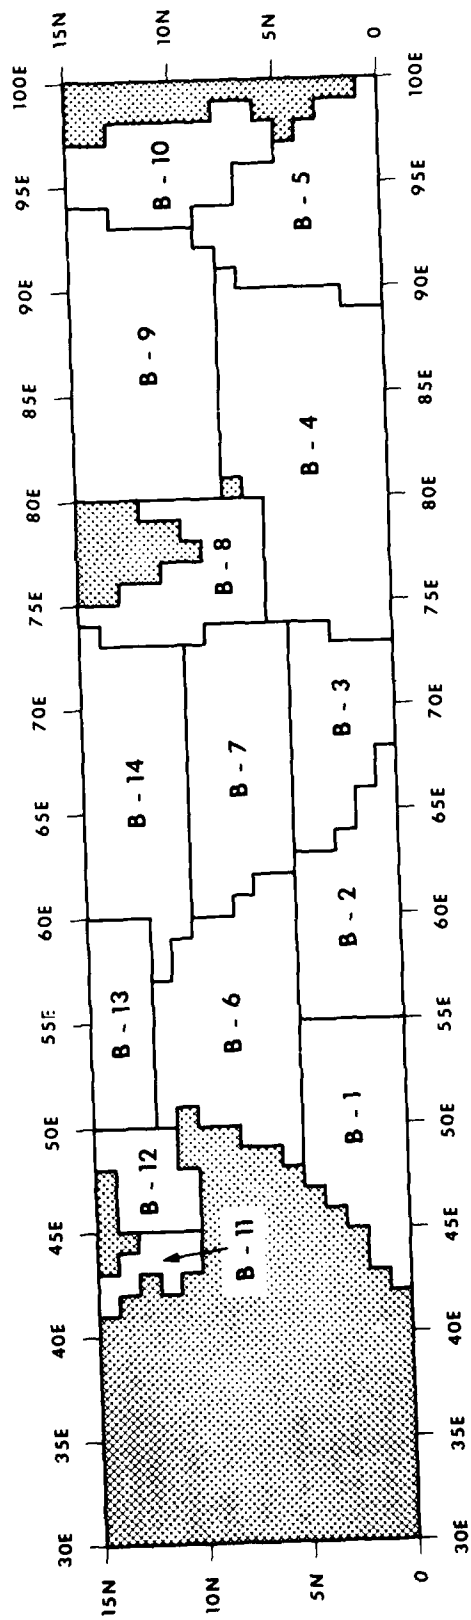 30E 35E 40E 45E 50E 55E 60E 65E 70E 75E 80E 85E 90E 95E 100E
15N 15N
10N 10N
5N 5N
0 0
B - 12 B - 13 B - 14 B - 9 B - 10
B - 11 B - 6 B - 7 B - 8
B - 1 B - 2 B - 3 B - 4 B - 5
30E 35E 40E 45E 50E 55E 60E 65E 70E 75E 80E 85E 90E 95E 100E